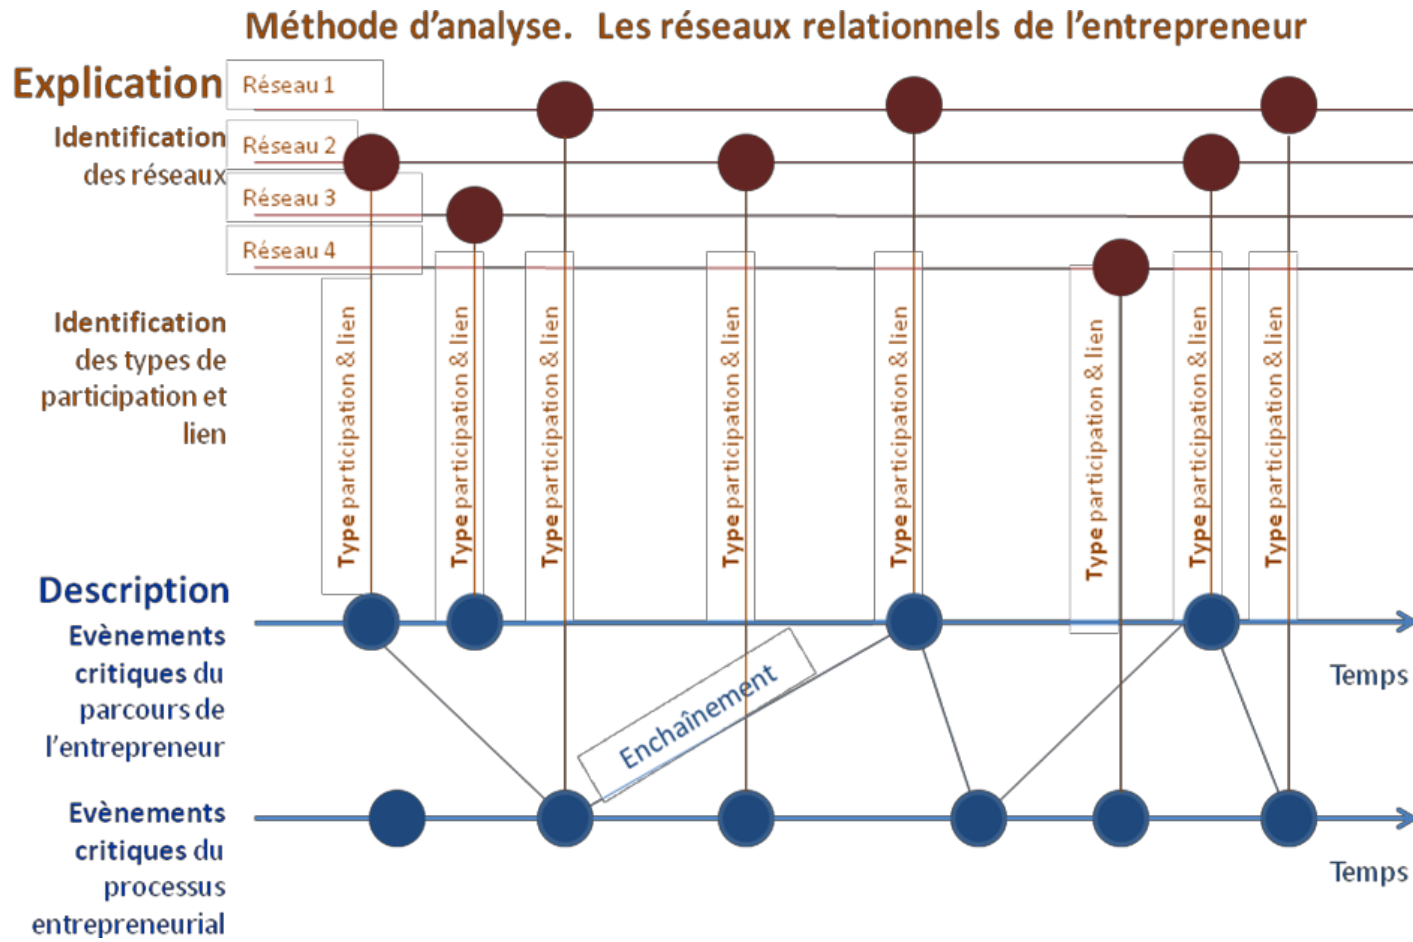 Méthode d'analyse. Les réseaux relationnels de l'entrepreneur
Explication
Réseau 1
Identification
des réseaux
Réseau 2
Réseau 3
Réseau 4
Identification
des types de
participation et
lien
Type participation & lien
Type participation & lien
Type participation & lien
Type participation & lien
Type participation & lien
Type participation & lien
Type participation & lien
Type participation & lien
Description
Evènements
critiques du
parcours de
l'entrepreneur
Temps
Enchaînement
Evènements
critiques du
processus
entrepreneurial
Temps